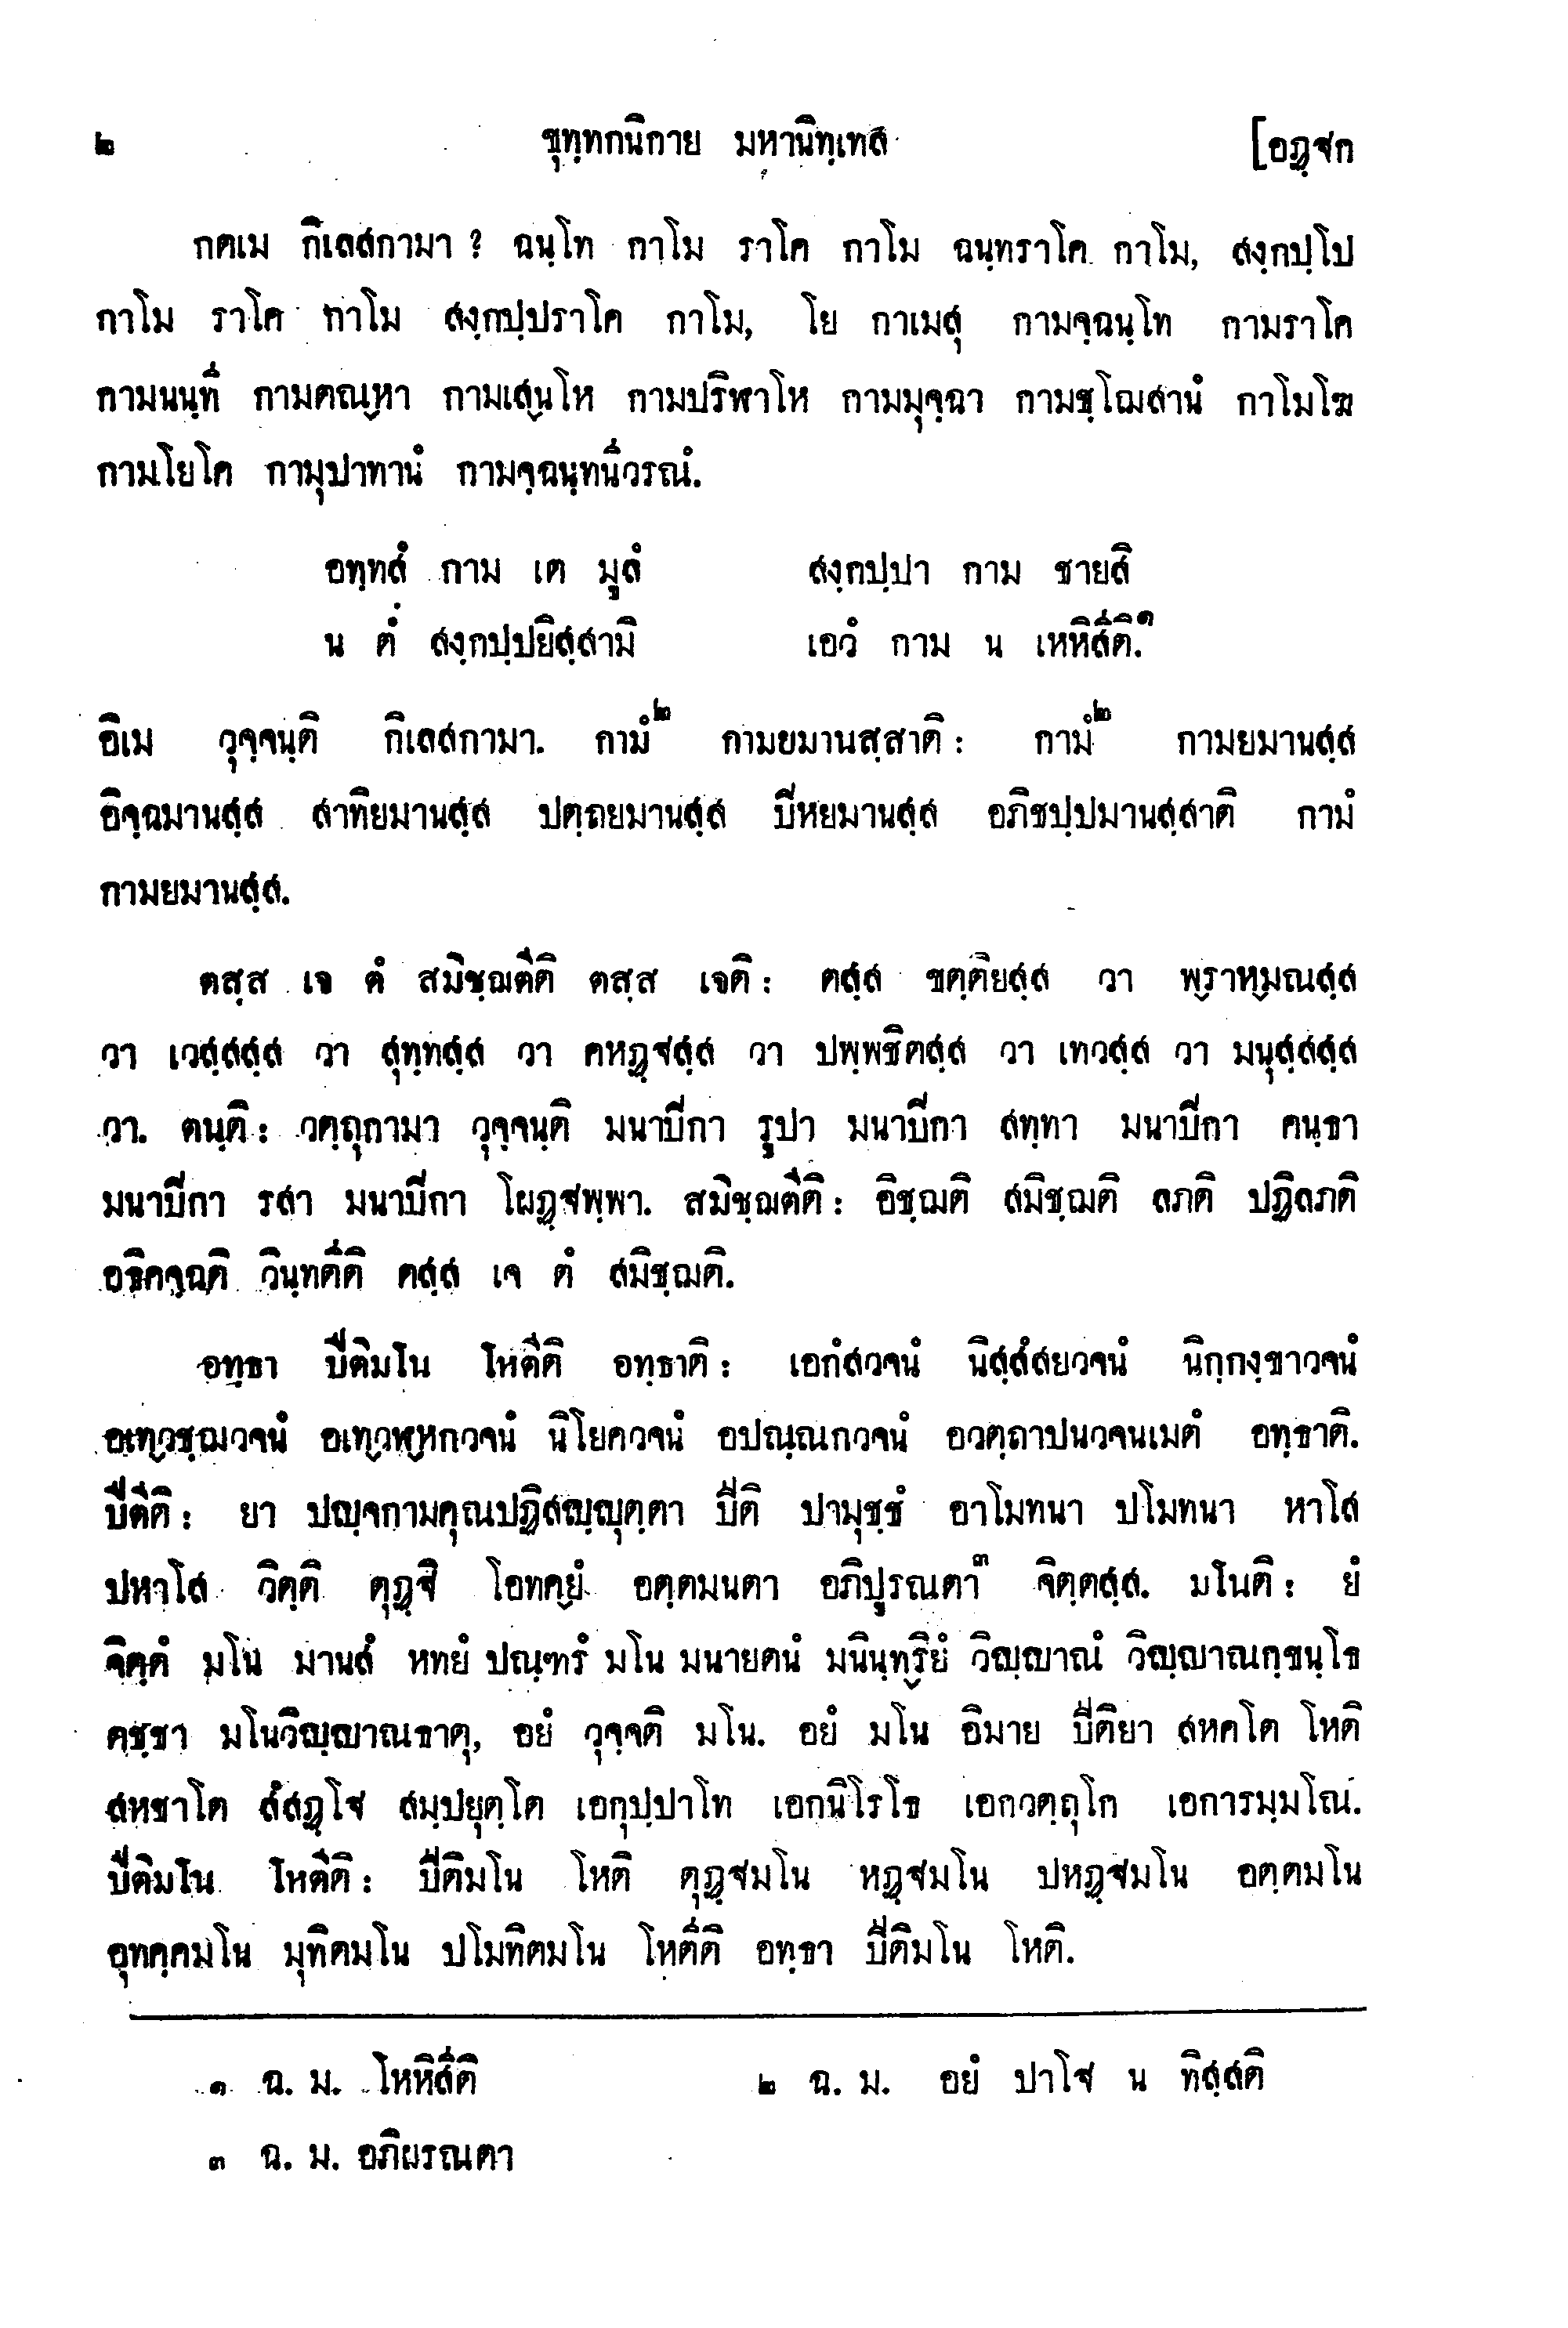 ๒ ขุทฺทกนิกาย มหานิทฺเทส [อฏฺฐก
กตเม กิเลสกามา ? ฉนฺโท กาโม ราโค กาโม ฉนฺทราโค กาโม, สงฺกปฺโป
กาโม ราโค กาโม สงฺกปฺปราโค กาโม, โย กาเมสุ กามจฺฉนฺโท กามราโค
กามนนฺที กามตณฺหา กามเสฺนโห กามปริฬาโห กามมุจฺฉา กามชฺโฌสานํ กาโมโฆ
กามโยโค กามุปาทานํ กามจฺฉนฺทนีวรณํ.
อทฺทสํ กาม เต มูลํ สงฺกปฺปา กาม ชายสิ
น ตํ สงฺกปฺปยิสฺสามิ เอวํ กาม น เหหิสีติ.๑
อิเม วุจฺจนฺติ กิเลสกามา. กามํ๒ กามยมานสฺสาติ : กามํ๒ กามยมานสฺส
อิจฺฉมานสฺส สาทิยมานสฺส ปตฺถยมานสฺส ปิหยมานสฺส อภิชปฺปมานสฺสาติ กามํ
กามยมานสฺส.
ตสฺส เจ ตํ สมิชฺฌตีติ ตสฺส เจติ : ตสฺส ขตฺติยสฺส วา พฺราหฺมณสฺส
วา เวสฺสสฺส วา สุทฺทสฺส วา คหฏฺฐสฺส วา ปพฺพชิตสฺส วา เทวสฺส วา มนุสฺสสฺส
วา. ตนฺติ : วตฺถุกามา วุจฺจนฺติ มนาปิกา รูปา มนาปิกา สทฺทา มนาปิกา คนฺธา
มนาปิกา รสา มนาปิกา โผฏฺฐพฺพา. สมิชฺฌตีติ : อิชฺฌติ สมิชฺฌติ ลภติ ปฏิลภติ
อธิคจฺฉติ วินฺทตีติ ตสฺส เจ ตํ สมิชฺฌติ.
อทฺธา ปีติมโน โหตีติ อทฺธาติ : เอกํสวจนํ นิสฺสํสยวจนํ นิกฺกงฺขาวจนํ
อเทฺวชฺฌวจนํ อเทฺวฬฺหกวจนํ นิโยควจนํ อปณฺณกวจนํ อวตฺถาปนวจนเมตํ อทฺธาติ.
ปีตีติ : ยา ปญฺจกามคุณปฏิสญฺญุตฺตา ปีติ ปามุชฺชํ อาโมทนา ปโมทนา หาโส
ปหาโส วิตฺติ ตุฏฺฐิ โอทคฺยํ อตฺตมนตา อภิปูรณตา๓ จิตฺตสฺส. มโนติ : ยํ
จิตฺตํ มโน มานสํ หทยํ ปณฺฑรํ มโน มนายตนํ มนินฺทฺริยํ วิญฺญาณํ วิญฺญาณกฺขนฺโธ
ตชฺชา มโนวิญฺญาณธาตุ, อยํ วุจฺจติ มโน. อยํ มโน อิมาย ปีติยา สหคโต โหติ
สหชาโต สํสฏฺโฐ สมฺปยุตฺโต เอกุปฺปาโท เอกนิโรโธ เอกวตฺถุโก เอการมฺมโณ.
ปีติมโน โหตีติ : ปีติมโน โหติ ตุฏฺฐมโน หฏฺฐมโน ปหฏฺฐมโน อตฺตมโน
อุทคฺคมโน มุทิตมโน ปโมทิตมโน โหตีติ อทฺธา ปีติมโน โหติ.
๑ ฉ. ม. โหหิสีติ ๒ ฉ. ม. อยํ ปาโฐ น ทิสฺสติ
๓ ฉ. ม. อภิผรณตา